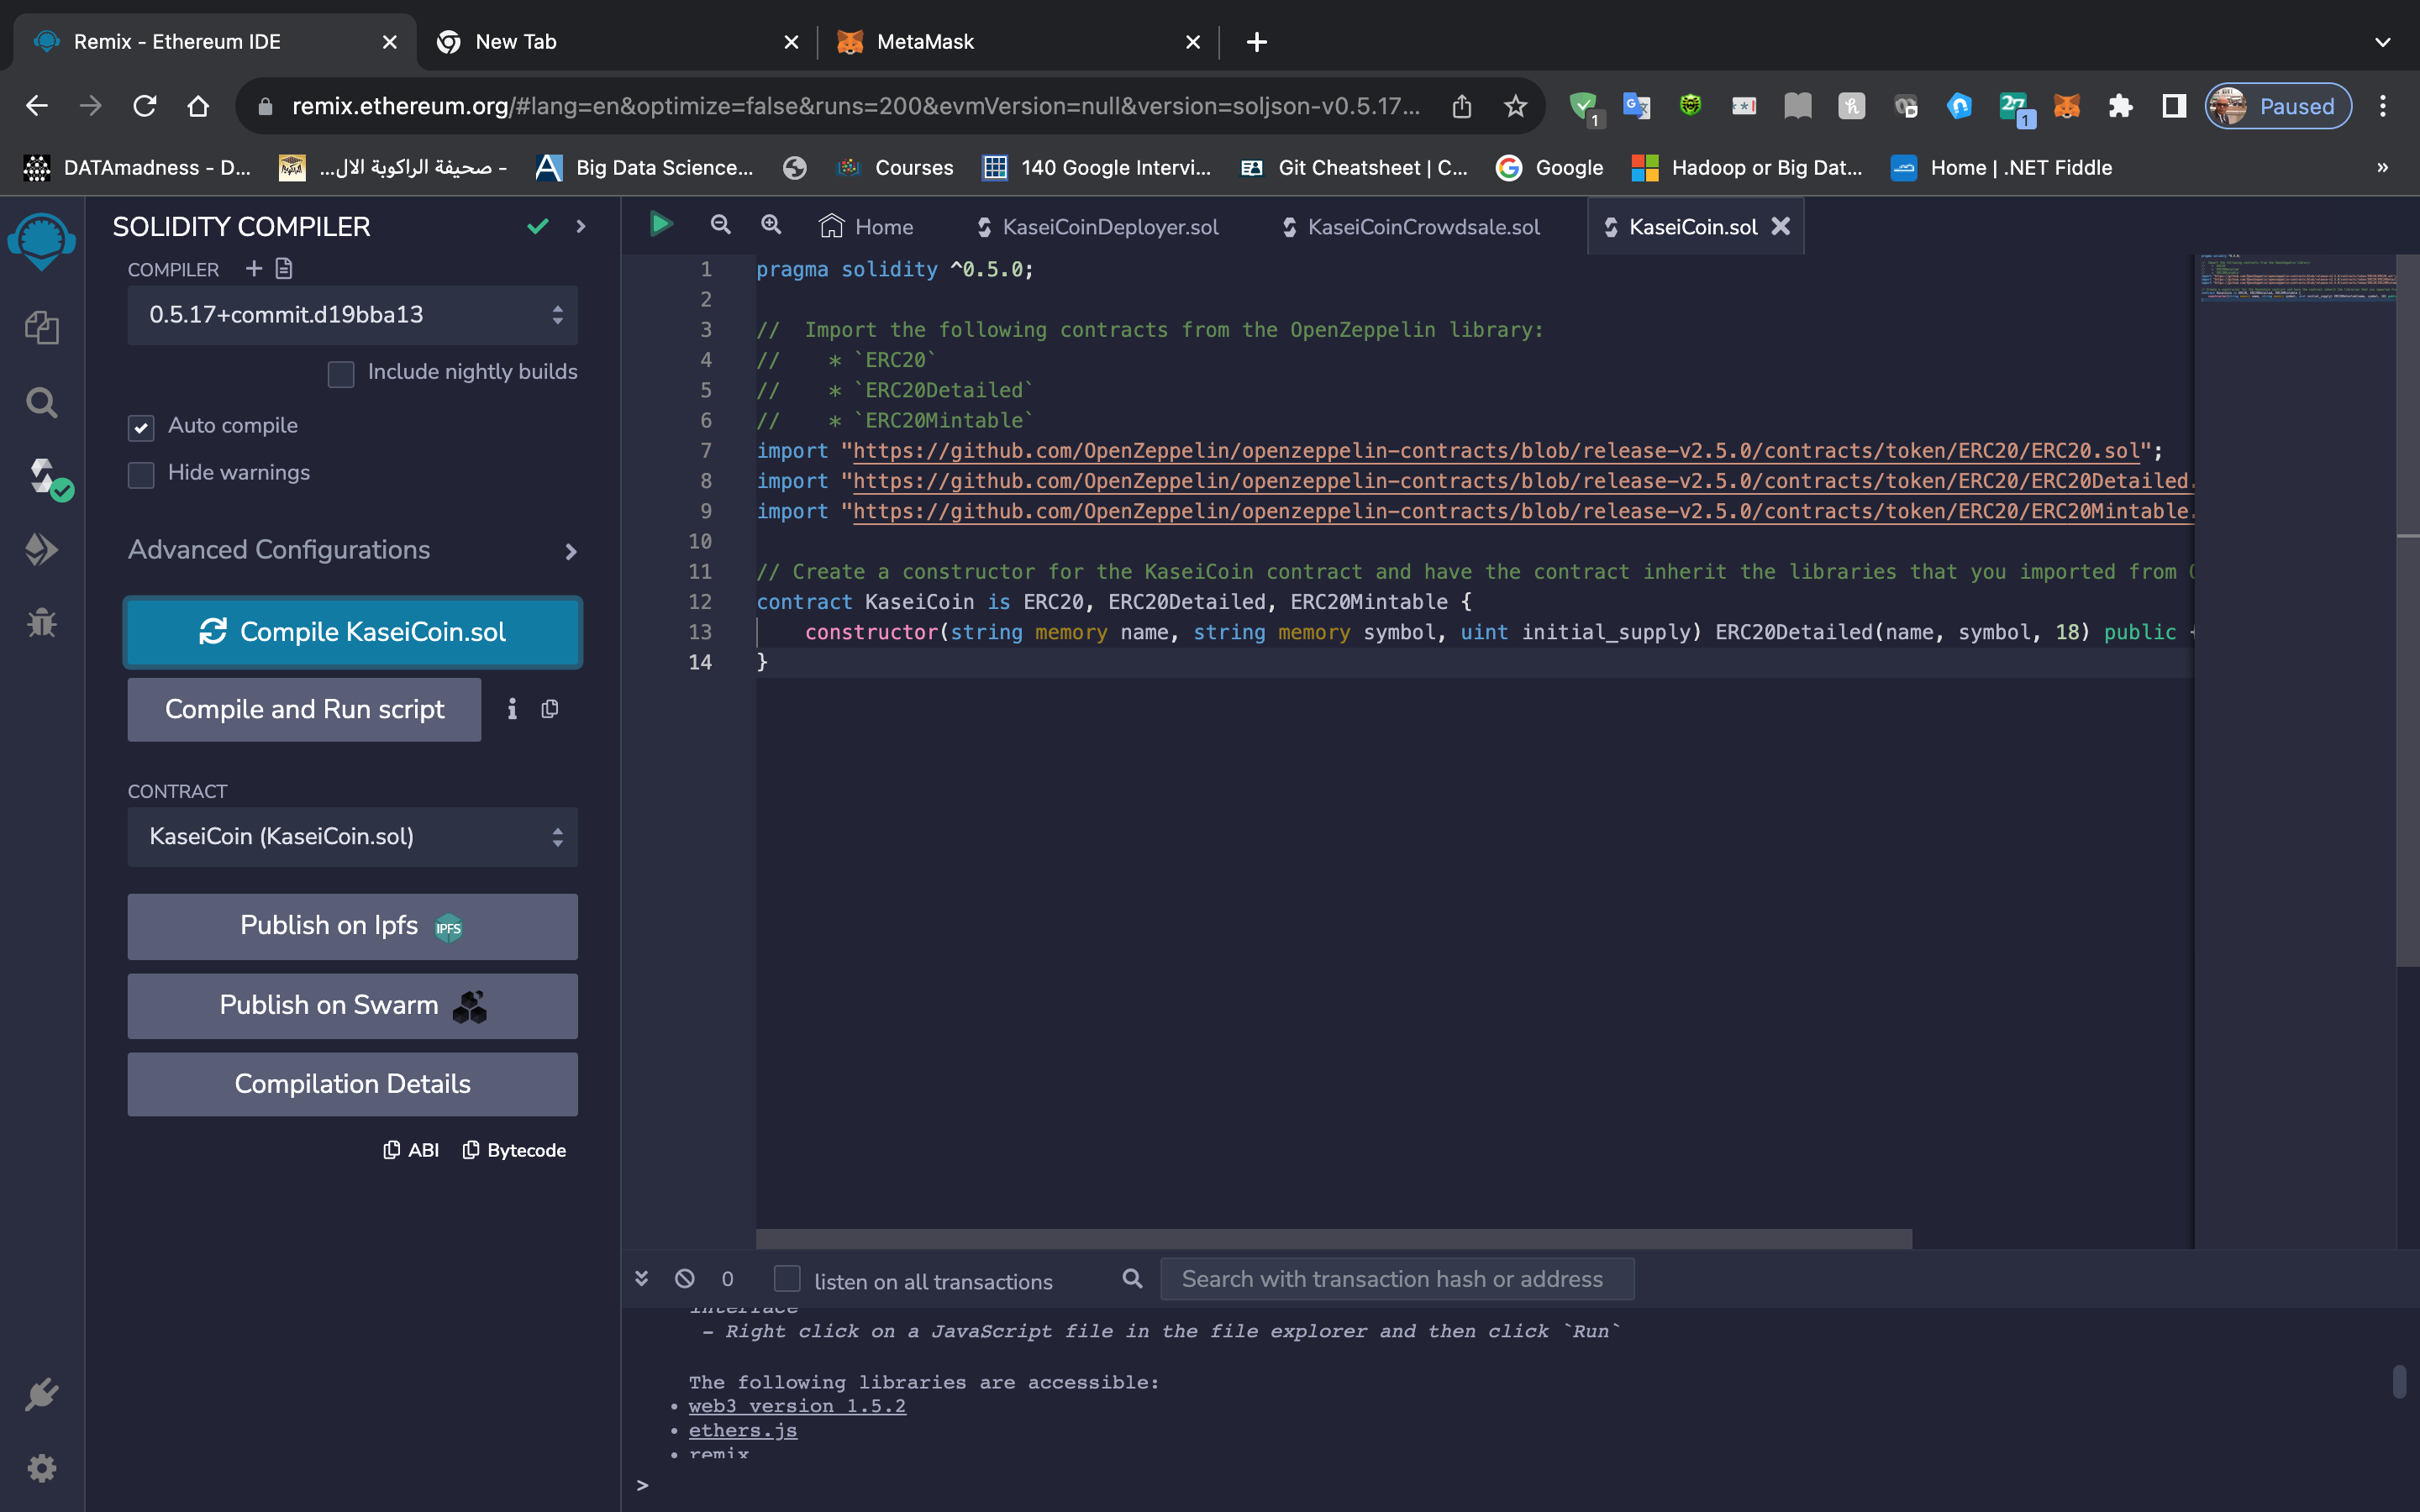 Remix - Ethereum IDE
New Tab
MetaMask
remix.ethereum.org/#lang=en&optimize=false&runs=200&evmVersion=null&version=soljson-v0.5.17...
1
27
1
Paused
DATAmadness - D...
صحيفة الراكوبة الال... -
Big Data Science...
Courses
140 Google Intervi...
Git Cheatsheet | C...
Google
Hadoop or Big Dat...
Home | .NET Fiddle
»
SOLIDITY COMPILER
COMPILER
0.5.17+commit.d19bba13
Include nightly builds
Auto compile
Hide warnings
Advanced Configurations
Compile KaseiCoin.sol
Compile and Run script
CONTRACT
KaseiCoin (KaseiCoin.sol)
Publish on Ipfs IPFS
Publish on Swarm
Compilation Details
ABI Bytecode
Home
KaseiCoinDeployer.sol
KaseiCoinCrowdsale.sol
KaseiCoin.sol
1 pragma solidity ^0.5.0;
2
3 //  Import the following contracts from the OpenZeppelin library:
4 //    * `ERC20`
5 //    * `ERC20Detailed`
6 //    * `ERC20Mintable`
7 import "https://github.com/OpenZeppelin/openzeppelin-contracts/blob/release-v2.5.0/contracts/token/ERC20/ERC20.sol";
8 import "https://github.com/OpenZeppelin/openzeppelin-contracts/blob/release-v2.5.0/contracts/token/ERC20/ERC20Detailed.
9 import "https://github.com/OpenZeppelin/openzeppelin-contracts/blob/release-v2.5.0/contracts/token/ERC20/ERC20Mintable.
10
11 // Create a constructor for the KaseiCoin contract and have the contract inherit the libraries that you imported from
12 contract KaseiCoin is ERC20, ERC20Detailed, ERC20Mintable {
13     constructor(string memory name, string memory symbol, uint initial_supply) ERC20Detailed(name, symbol, 18) public {
14 }
0
listen on all transactions
Search with transaction hash or address
interface
- Right click on a JavaScript file in the file explorer and then click `Run`
The following libraries are accessible:
• web3 version 1.5.2
• ethers.js
• remix
>